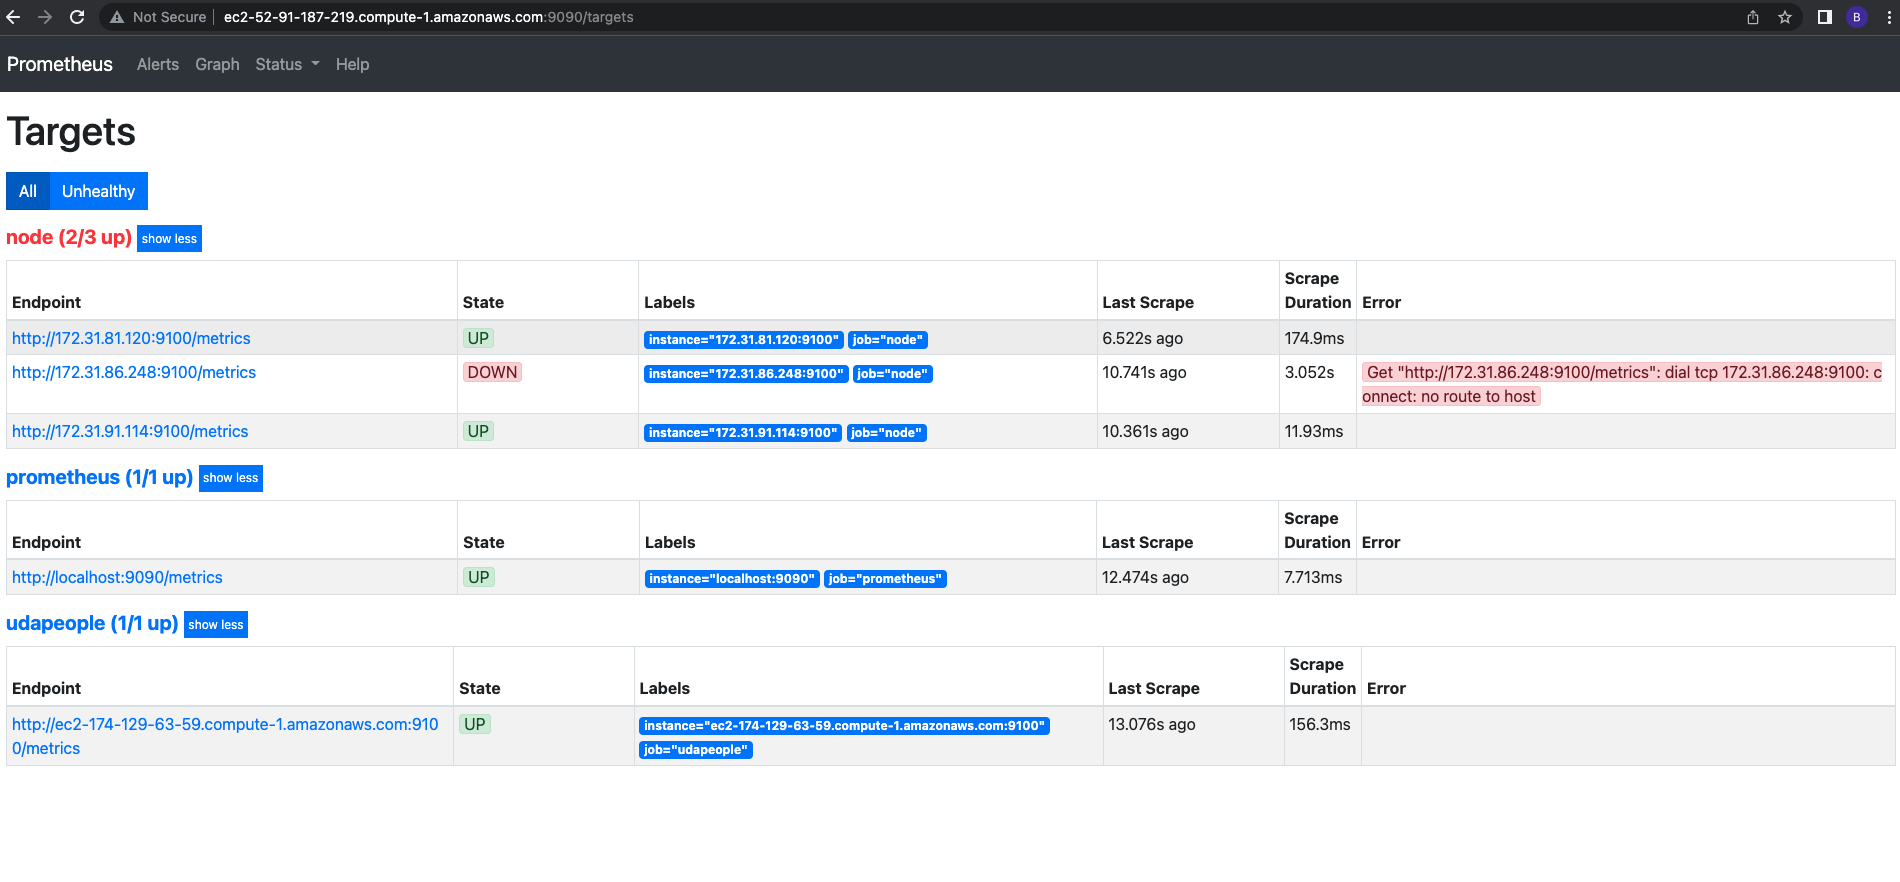 Not Secure ec2-52-91-187-219.compute-1.amazonaws.com:9090/targets
B
Prometheus Alerts Graph Status Help
Targets
All Unhealthy
node (2/3 up) show less
Endpoint State Labels Last Scrape Scrape Duration Error
http://172.31.81.120:9100/metrics UP instance="172.31.81.120:9100" job="node" 6.522s ago 174.9ms
http://172.31.86.248:9100/metrics DOWN instance="172.31.86.248:9100" job="node" 10.741s ago 3.052s Get "http://172.31.86.248:9100/metrics": dial tcp 172.31.86.248:9100: c
onnect: no route to host
http://172.31.91.114:9100/metrics UP instance="172.31.91.114:9100" job="node" 10.361s ago 11.93ms
prometheus (1/1 up) show less
Endpoint State Labels Last Scrape Scrape Duration Error
http://localhost:9090/metrics UP instance="localhost:9090" job="prometheus" 12.474s ago 7.713ms
udapeople (1/1 up) show less
Endpoint State Labels Last Scrape Scrape Duration Error
http://ec2-174-129-63-59.compute-1.amazonaws.com:910 UP instance="ec2-174-129-63-59.compute-1.amazonaws.com:9100" 13.076s ago 156.3ms
0/metrics job="udapeople"